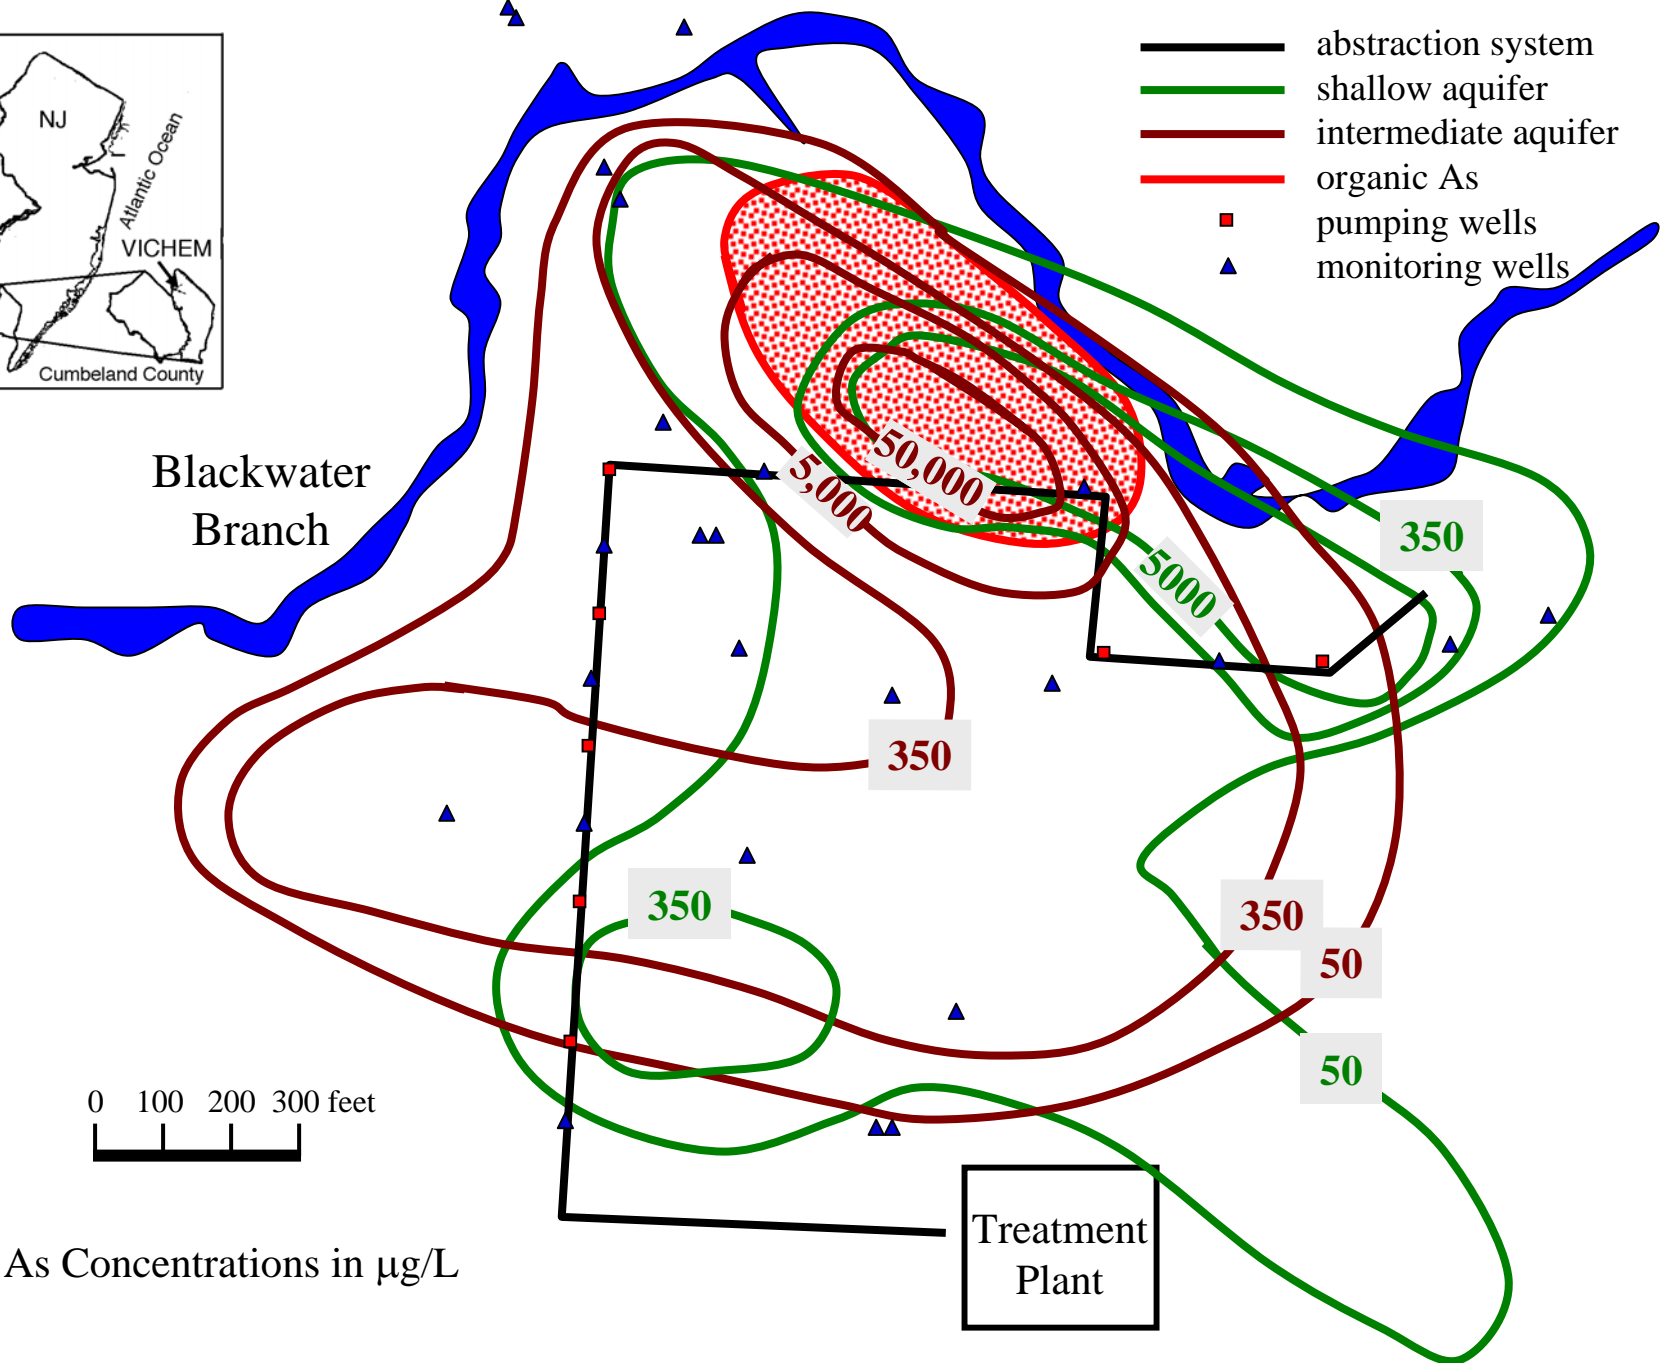 NJ
Atlantic Ocean
VICHEM
Cumbeland County
abstraction system
shallow aquifer
intermediate aquifer
organic As
pumping wells
monitoring wells
Blackwater
Branch
5,000
50,000
5000
350
350
350
350
50
50
0 100 200 300 feet
As Concentrations in µg/L
Treatment
Plant